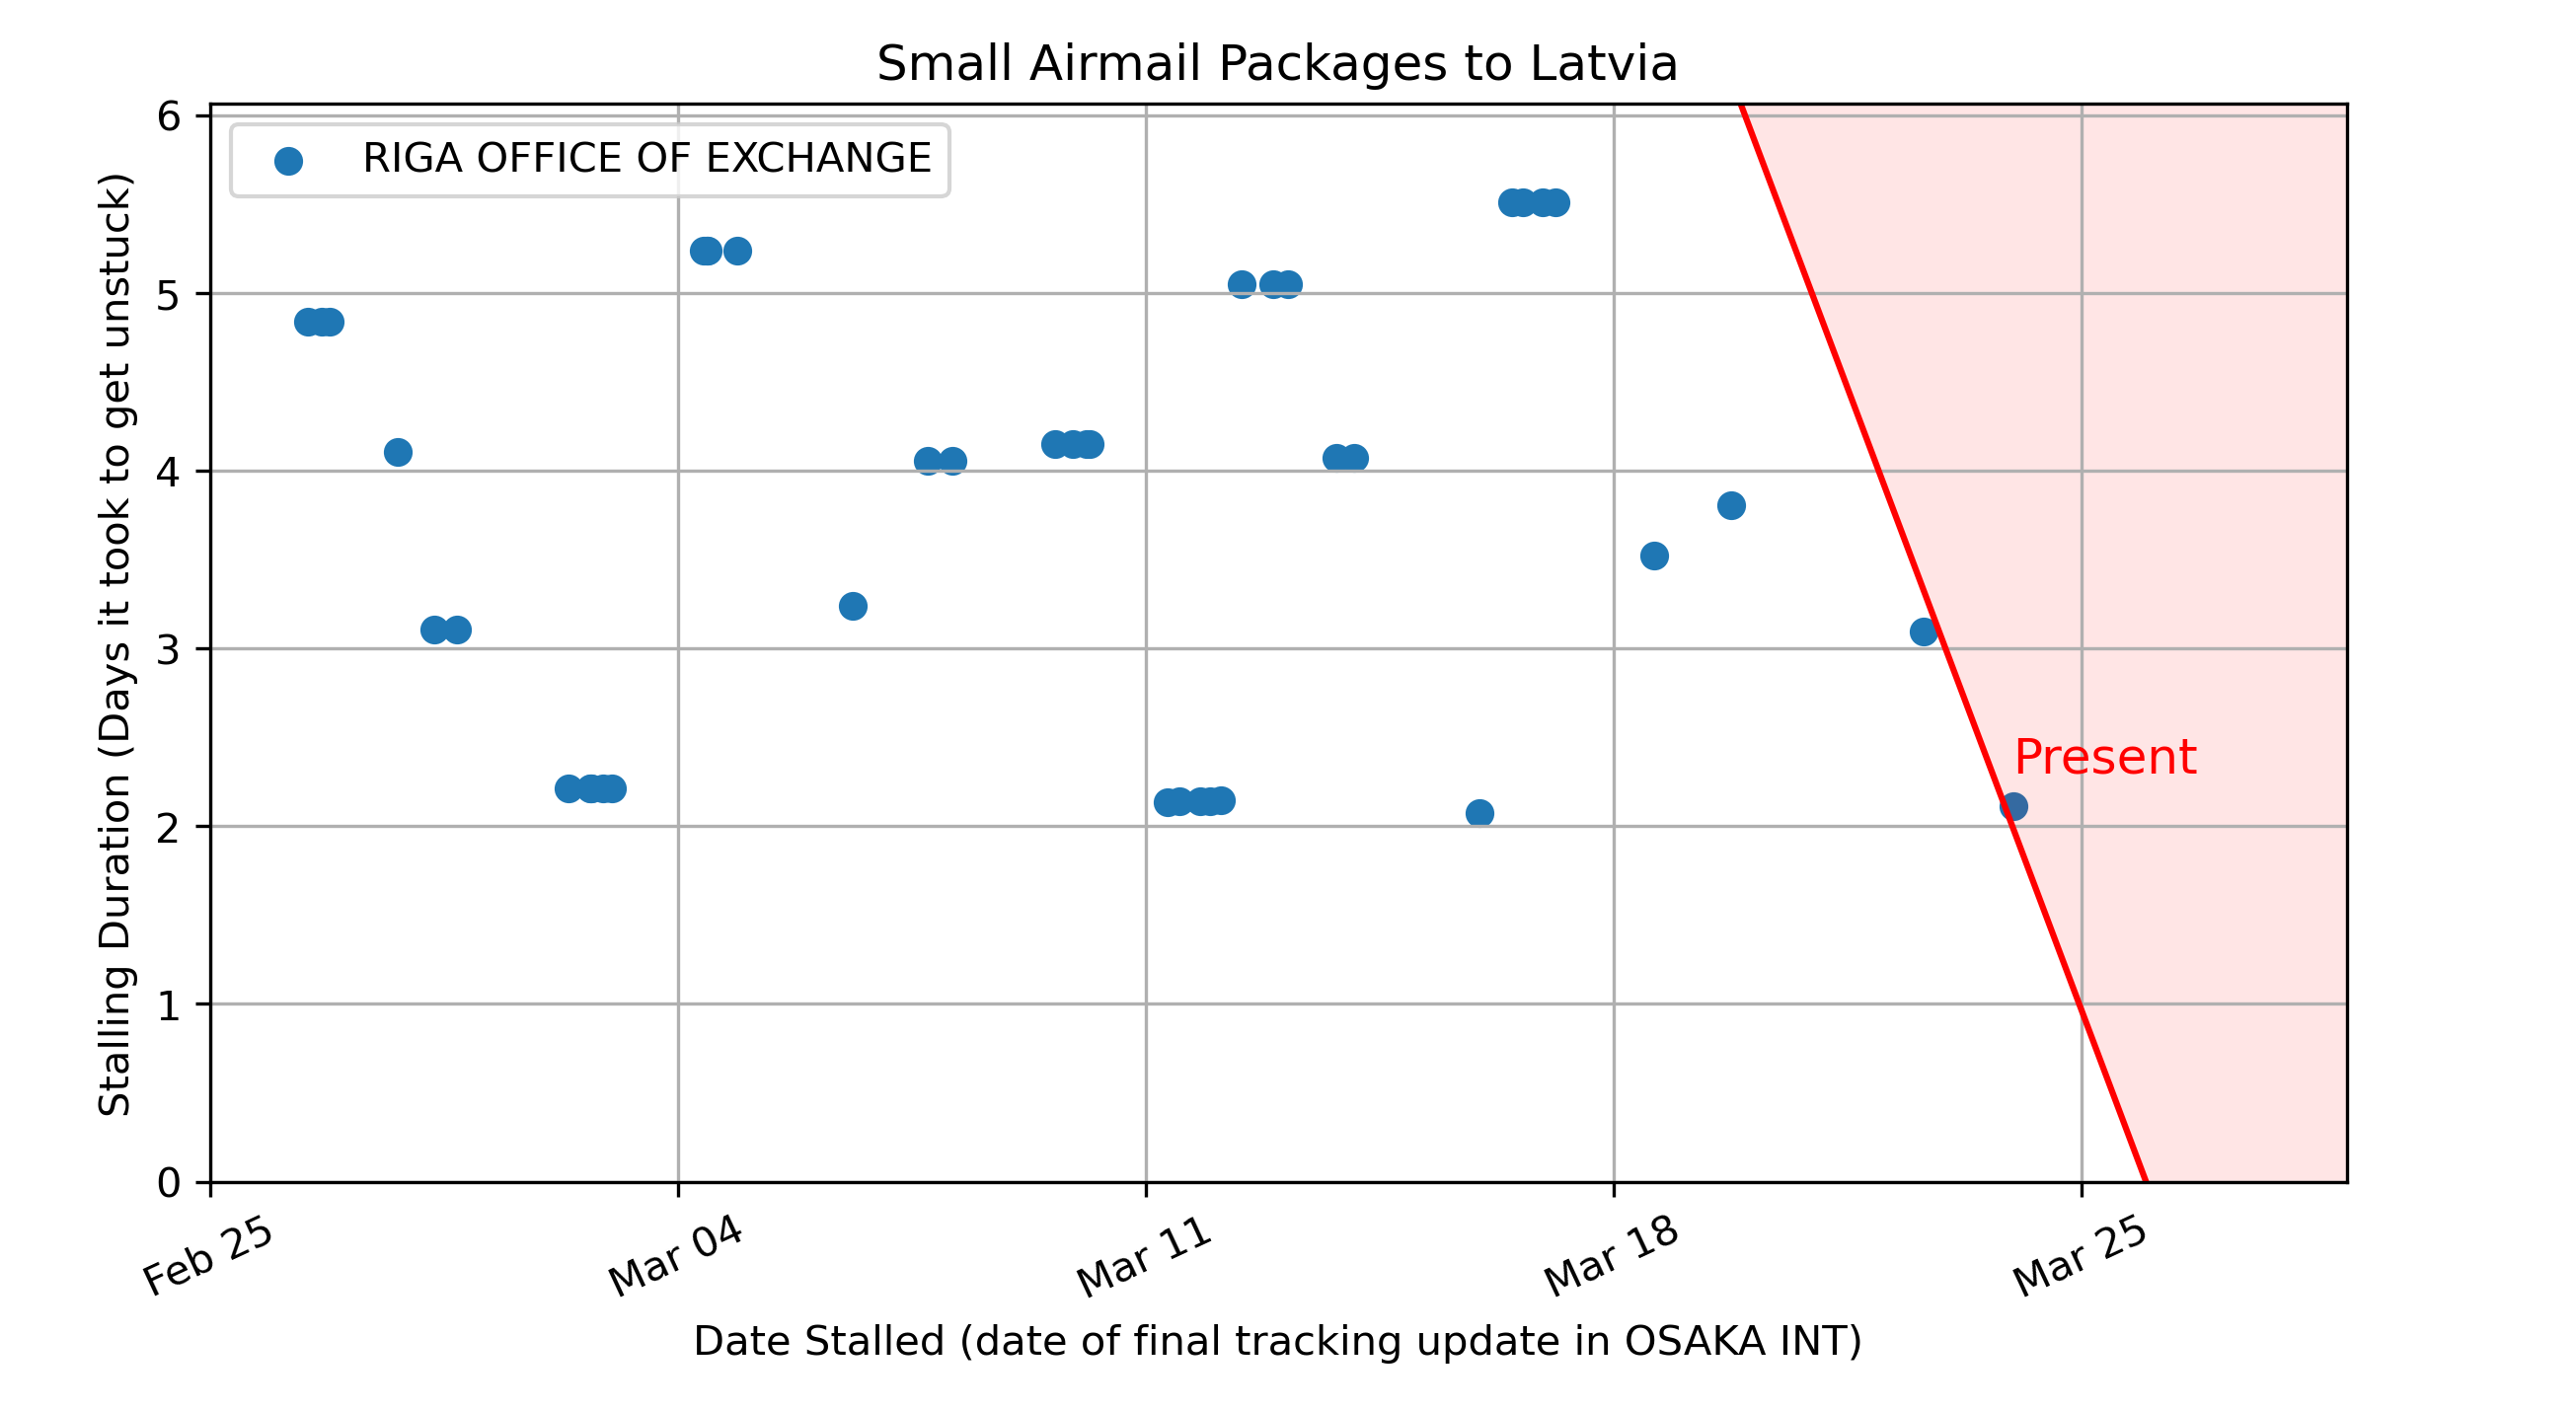 Small Airmail Packages to Latvia
RIGA OFFICE OF EXCHANGE
Stalling Duration (Days it took to get unstuck)
6
5
4
3
2
1
0
Present
Feb 25
Mar 04
Mar 11
Mar 18
Mar 25
Date Stalled (date of final tracking update in OSAKA INT)